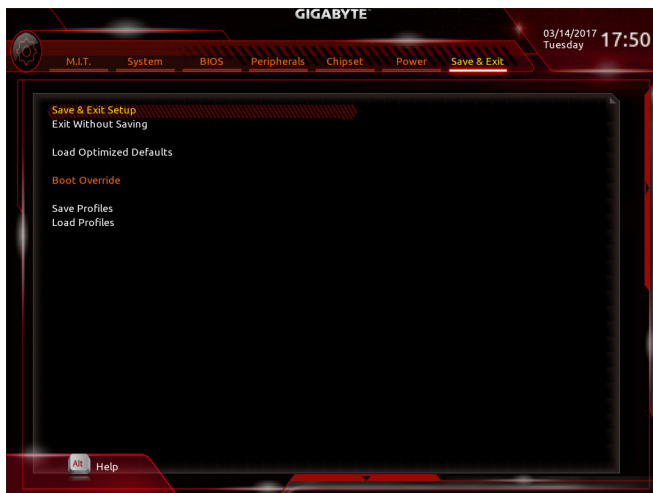 GIGABYTE™
03/14/2017
Tuesday
17:50
M.I.T.
System
BIOS
Peripherals
Chipset
Power
Save & Exit
Save & Exit Setup
Exit Without Saving
Load Optimized Defaults
Boot Override
Save Profiles
Load Profiles
Alt
Help